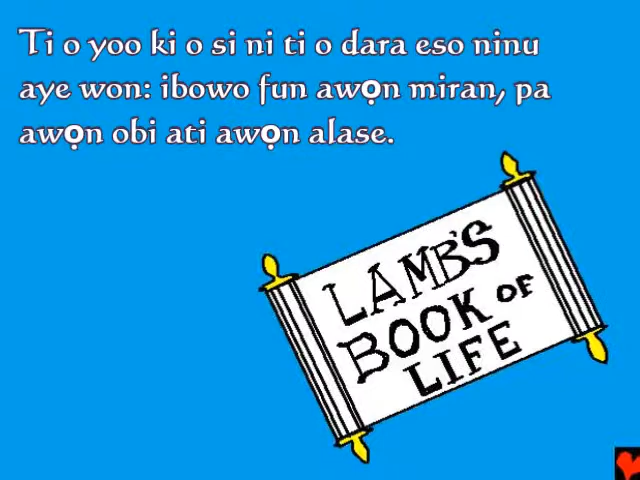 Ti o yoo ki o si ni ti o dara eso ninu
aye won: ibowo fun awọn miran, pa
awọn obi ati awọn alase.
LAMB'S
BOOK OF
LIFE